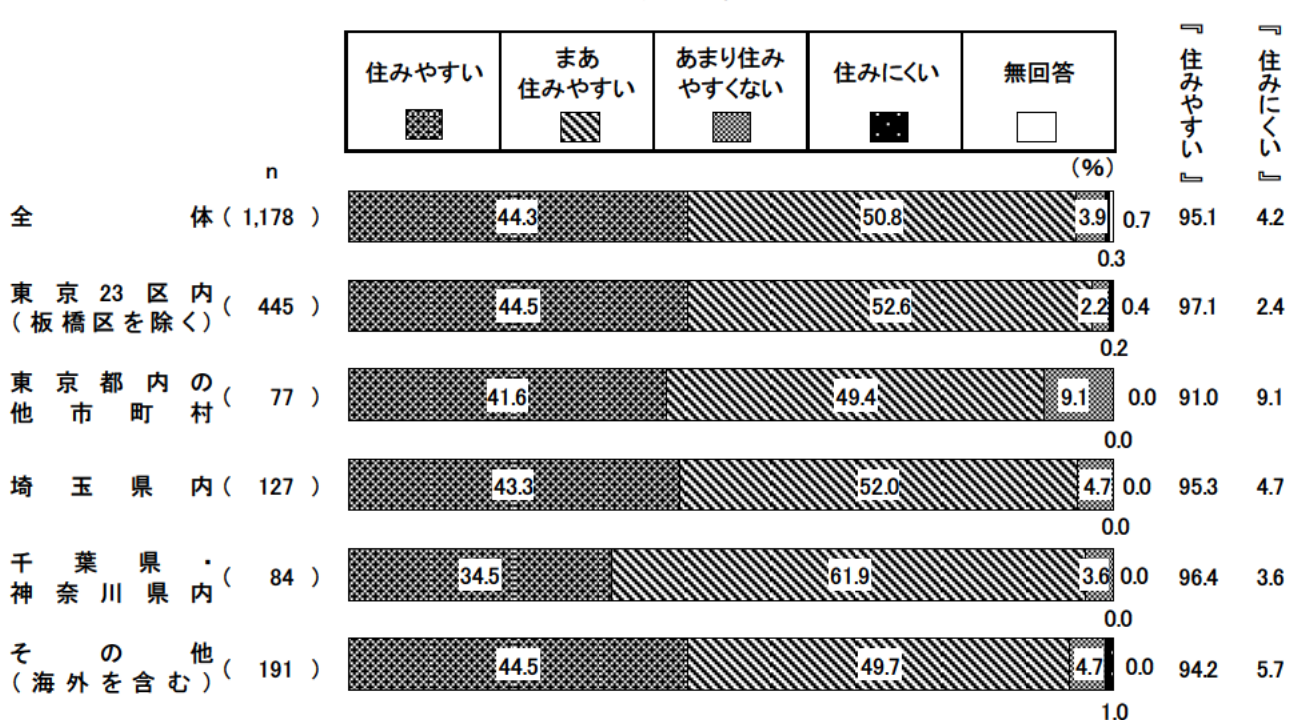 住みやすい
まあ
住みやすい
あまり住み
やすくない
住みにくい
無回答
『住みやすい』
『住みにくい』
(%)
n
全体 ( 1,178 ) 44.3 50.8 3.9 0.7 95.1 4.2
0.3
東京23区内
(板橋区を除く) ( 445 ) 44.5 52.6 2.2 0.4 97.1 2.4
0.2
東京都内の
他市町村 ( 77 ) 41.6 49.4 9.1 0.0 91.0 9.1
0.0
埼玉県内 ( 127 ) 43.3 52.0 4.7 0.0 95.3 4.7
0.0
千葉県・
神奈川県内 ( 84 ) 34.5 61.9 3.6 0.0 96.4 3.6
0.0
その他
(海外を含む) ( 191 ) 44.5 49.7 4.7 0.0 94.2 5.7
1.0